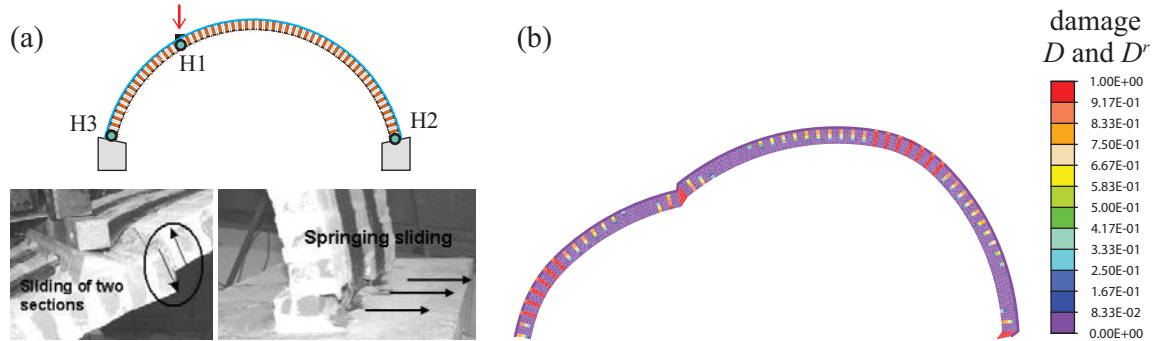 (a)
H1
H3
H2
Sliding of two
sections
Springing sliding
(b)
damage
D and Dʳ
1.00E+00
9.17E-01
8.33E-01
7.50E-01
6.67E-01
5.83E-01
5.00E-01
4.17E-01
3.33E-01
2.50E-01
1.67E-01
8.33E-02
0.00E+00